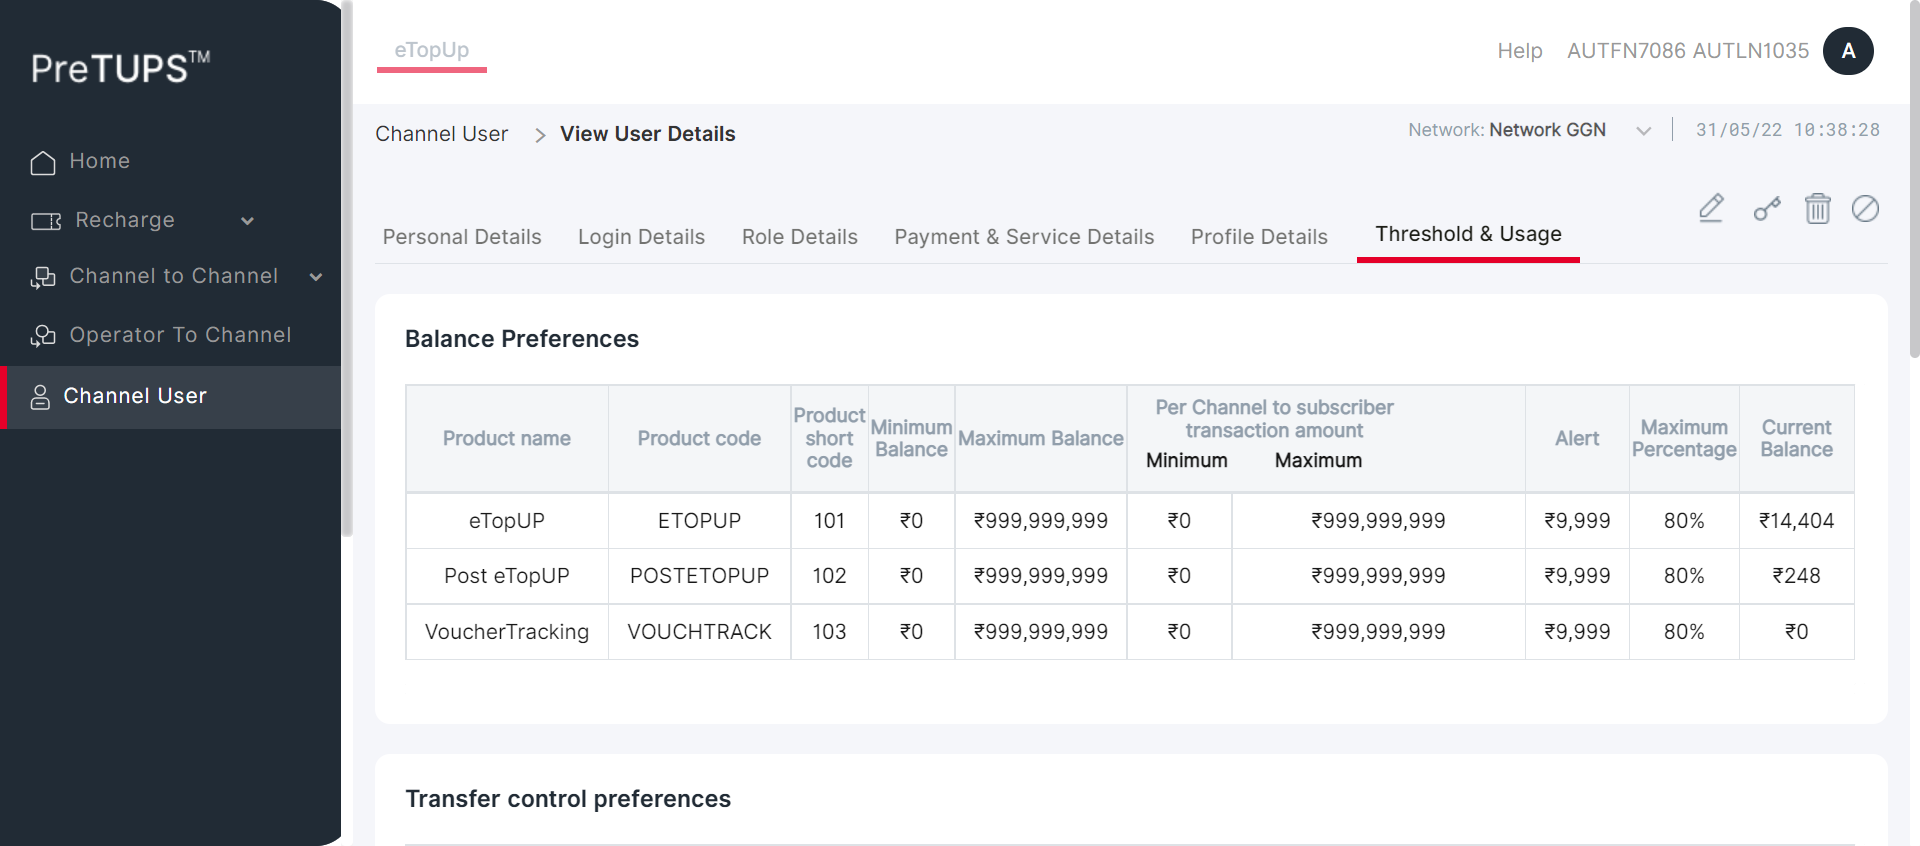 PreTUPS™
Home
Recharge
Channel to Channel
Operator To Channel
Channel User
eTopUp
Help AUTFN7086 AUTLN1035 A
Channel User > View User Details
Network: Network GGN 31/05/22 10:38:28
Personal Details Login Details Role Details Payment & Service Details Profile Details Threshold & Usage
Balance Preferences
Product name Product code Product short code Minimum Balance Maximum Balance Per Channel to subscriber transaction amount Minimum Maximum Alert Maximum Percentage Current Balance
eTopUP ETOPUP 101 ₹0 ₹999,999,999 ₹0 ₹999,999,999 ₹9,999 80% ₹14,404
Post eTopUP POSTETOPUP 102 ₹0 ₹999,999,999 ₹0 ₹999,999,999 ₹9,999 80% ₹248
VoucherTracking VOUCHTRACK 103 ₹0 ₹999,999,999 ₹0 ₹999,999,999 ₹9,999 80% ₹0
Transfer control preferences